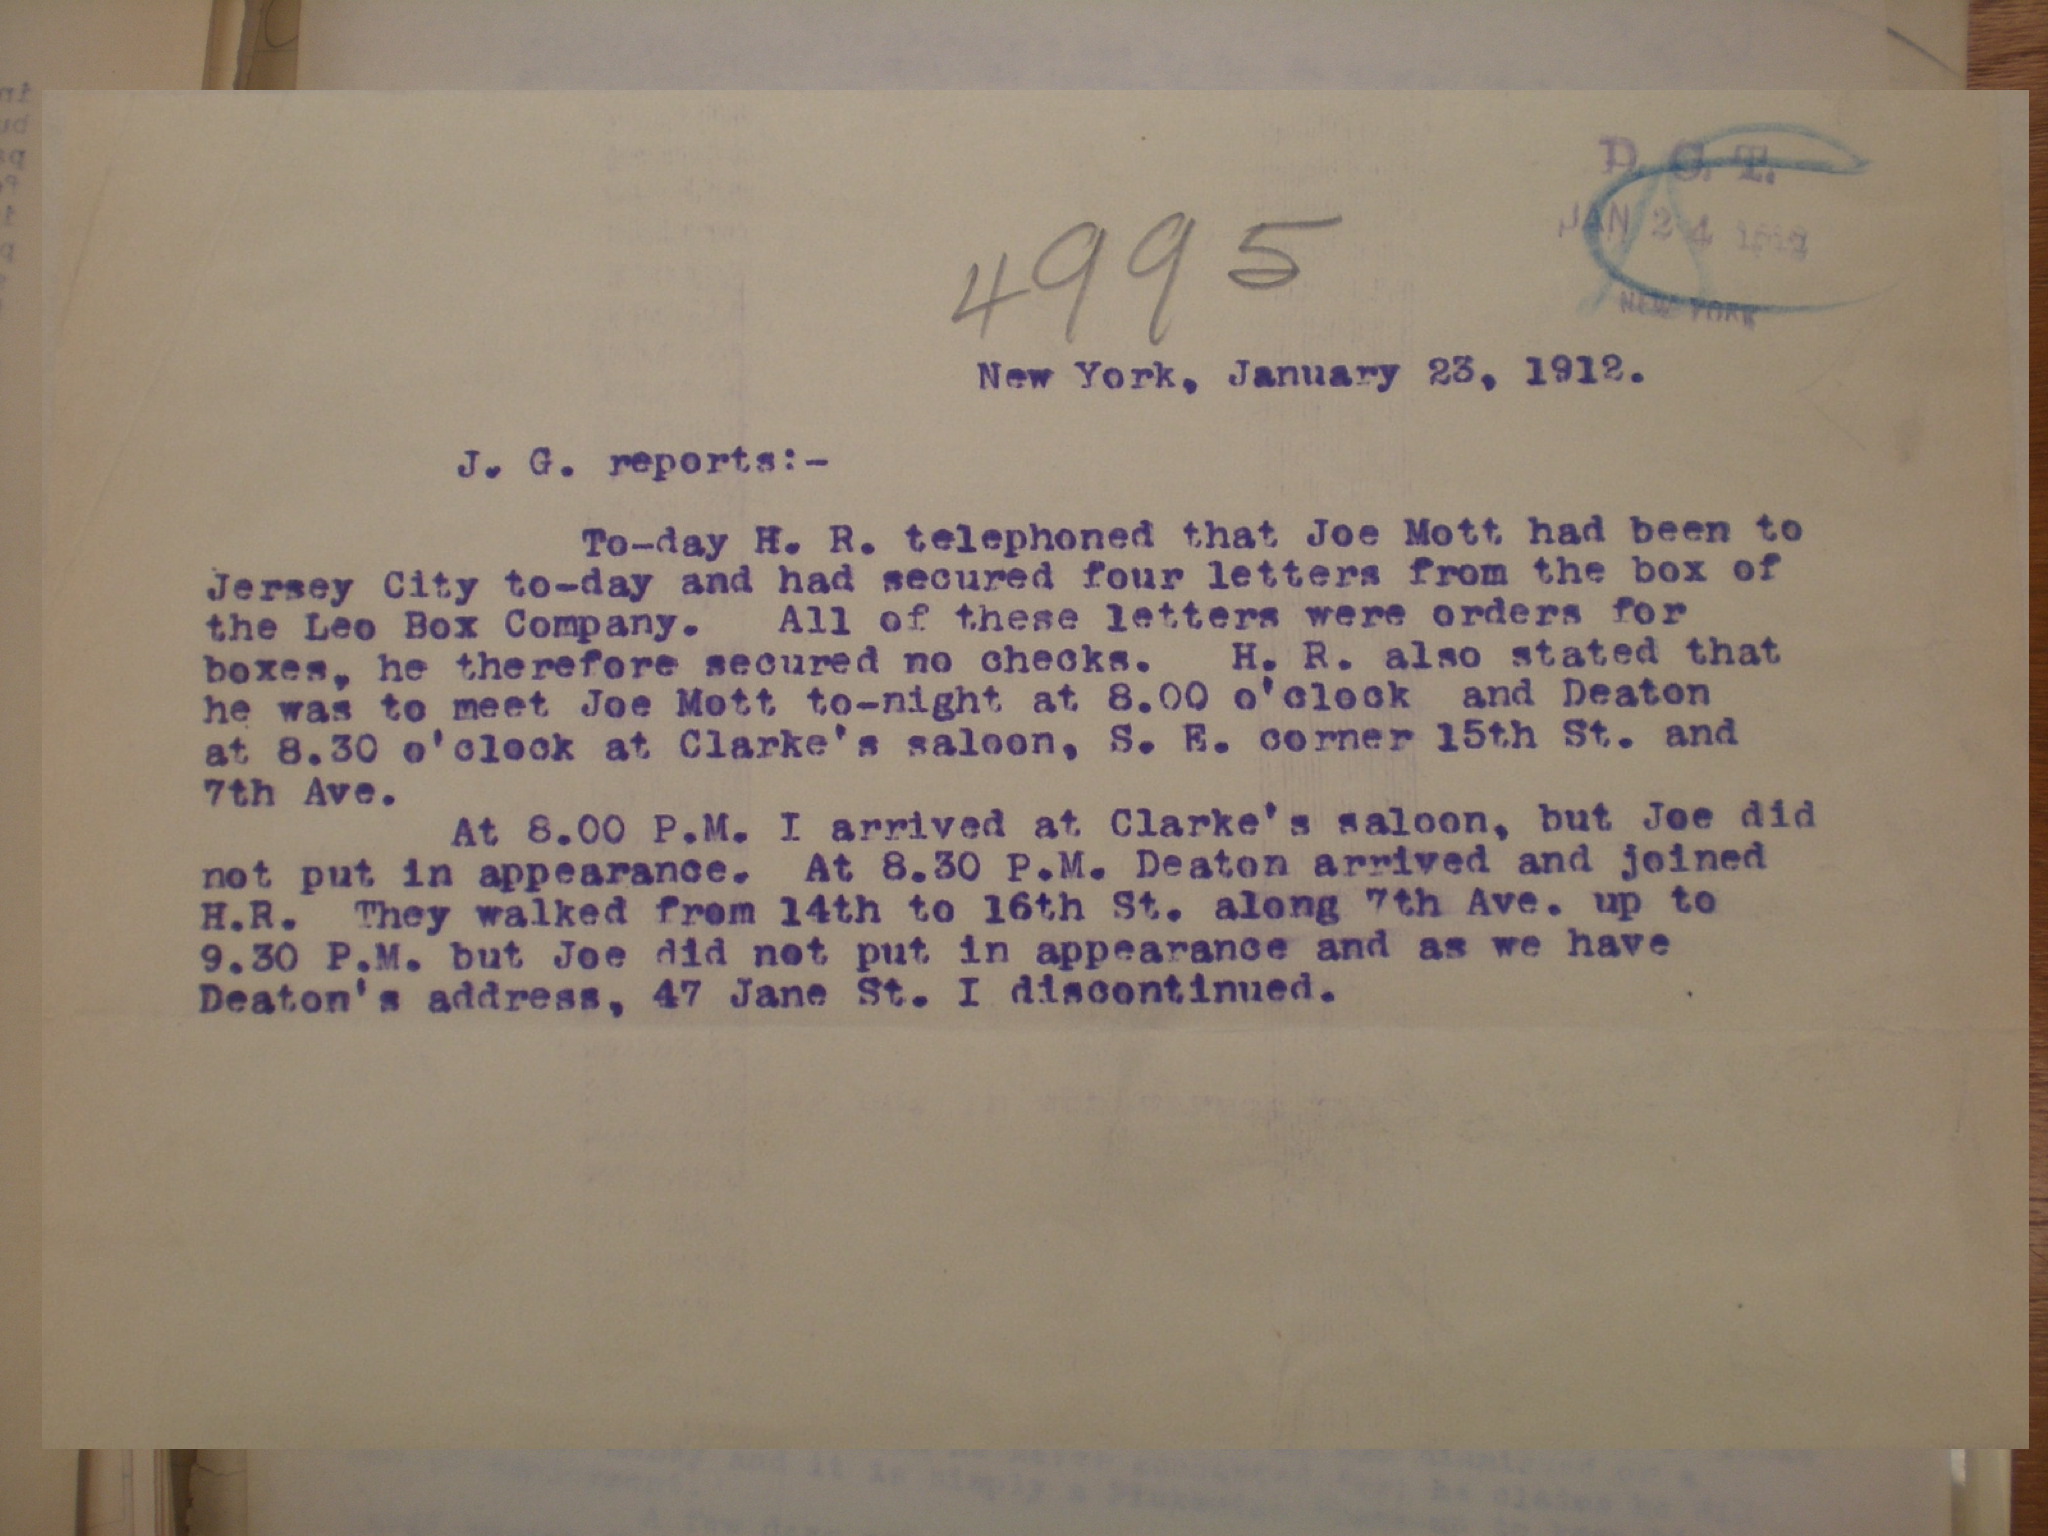 D. C. T.
JAN 24 1912
NEW YORK
4995
New York, January 23, 1912.
J. G. reports:-
To-day H. R. telephoned that Joe Mott had been to
Jersey City to-day and had secured four letters from the box of
the Leo Box Company. All of these letters were orders for
boxes, he therefore secured no checks. H. R. also stated that
he was to meet Joe Mott to-night at 8.00 o'clock and Deaton
at 8.30 o'clock at Clarke's saloon, S. E. corner 15th St. and
7th Ave.
At 8.00 P.M. I arrived at Clarke's saloon, but Joe did
not put in appearance. At 8.30 P.M. Deaton arrived and joined
H.R. They walked from 14th to 16th St. along 7th Ave. up to
9.30 P.M. but Joe did not put in appearance and as we have
Deaton's address, 47 Jane St. I discontinued.
and it is simply a